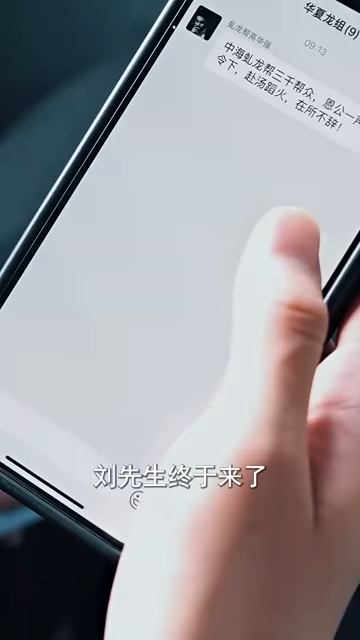 华夏龙组(9)
09:13
虬龙帮高华强
中海虬龙帮三千帮众，恩公一声
令下，赴汤蹈火，在所不辞！
刘先生终于来了